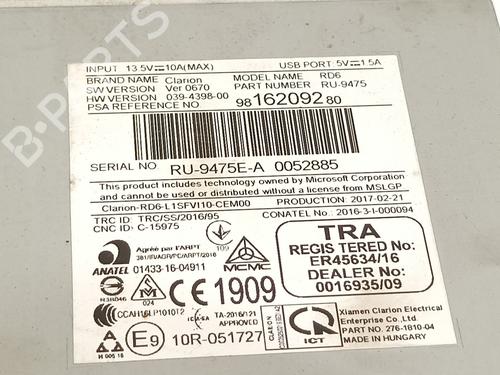 INPUT 13.5V 10A(MAX) USB PORT: 5V 1.5A
BRAND NAME Clarion MODEL NAME RD6
SW VERSION Ver 0670 PART NUMBER RU-9475
HW VERSION 039-4398-00
PSA REFERENCE NO 98 162092 80
SERIAL NO RU-9475E-A 0052885
This product includes technology owned by Microsoft Corporation
and cannot be used or distributed without a license from MSLGP
Clarion-RD6-L1SFVI10-CEM00 PRODUCTION :2017-02-21
TRC ID: TRC/SS/2016/95 CONATEL No.: 2016-3-I-000094
CNC ID: C-15975
Agréé par l'ARPT
ANATEL 01433-16-04911
109
MCMC
TRA
REGISTERED No:
ER45634/16
DEALER No:
0016935/09
024
CE 1909
TA-2016/121
APPROVED
E9 10R-051727
ICT
Xiamen Clarion Electrical
Enterprise Co., Ltd
PART NO. 276-1810-04
MADE IN HUNGARY
B-PARTS